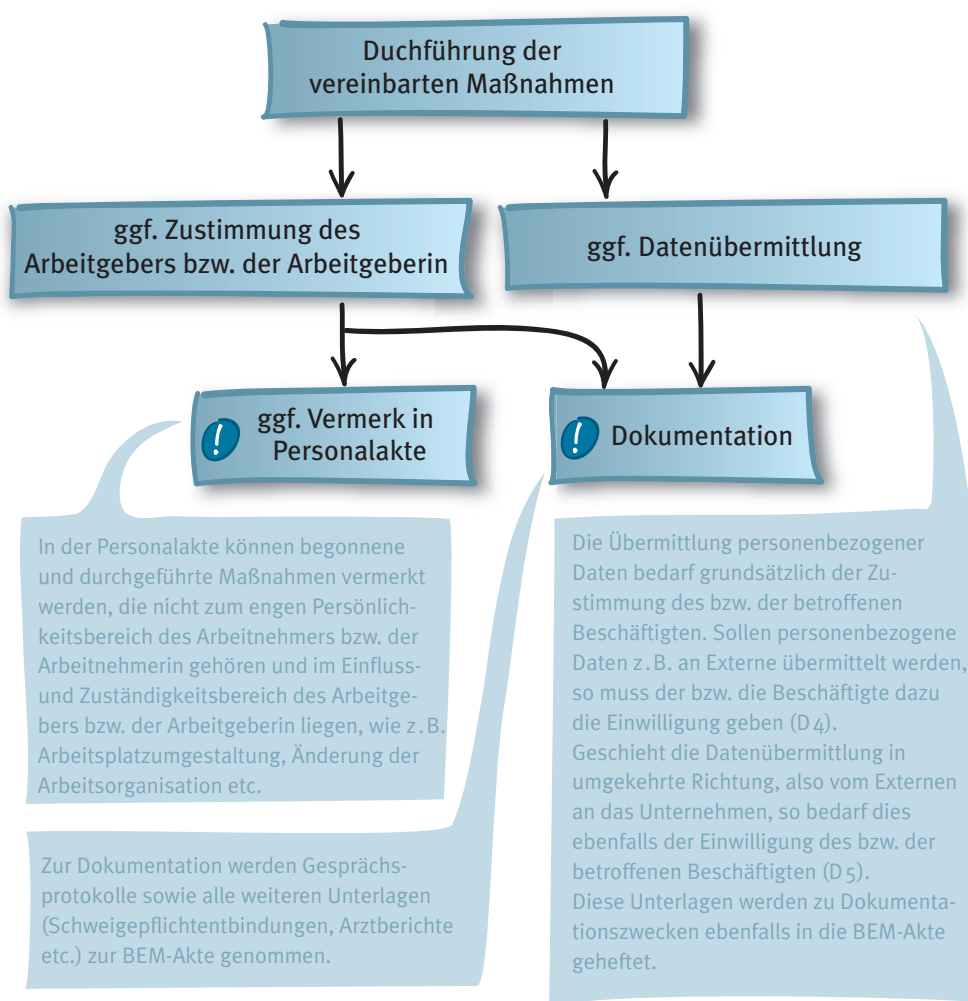 Duchführung der
vereinbarten Maßnahmen
ggf. Zustimmung des
Arbeitgebers bzw. der Arbeitgeberin
ggf. Datenübermittlung
! ggf. Vermerk in
Personalakte
! Dokumentation
In der Personalakte können begonnene
und durchgeführte Maßnahmen vermerkt
werden, die nicht zum engen Persönlich-
keitsbereich des Arbeitnehmers bzw. der
Arbeitnehmerin gehören und im Einfluss-
und Zuständigkeitsbereich des Arbeitge-
bers bzw. der Arbeitgeberin liegen, wie z. B.
Arbeitsplatzumgestaltung, Änderung der
Arbeitsorganisation etc.
Zur Dokumentation werden Gesprächs-
protokolle sowie alle weiteren Unterlagen
(Schweigepflichtentbindungen, Arztberichte
etc.) zur BEM-Akte genommen.
Die Übermittlung personenbezogener
Daten bedarf grundsätzlich der Zu-
stimmung des bzw. der betroffenen
Beschäftigten. Sollen personenbezogene
Daten z. B. an Externe übermittelt werden,
so muss der bzw. die Beschäftigte dazu
die Einwilligung geben (D 4).
Geschieht die Datenübermittlung in
umgekehrte Richtung, also vom Externen
an das Unternehmen, so bedarf dies
ebenfalls der Einwilligung des bzw. der
betroffenen Beschäftigten (D 5).
Diese Unterlagen werden zu Dokumenta-
tionszwecken ebenfalls in die BEM-Akte
geheftet.